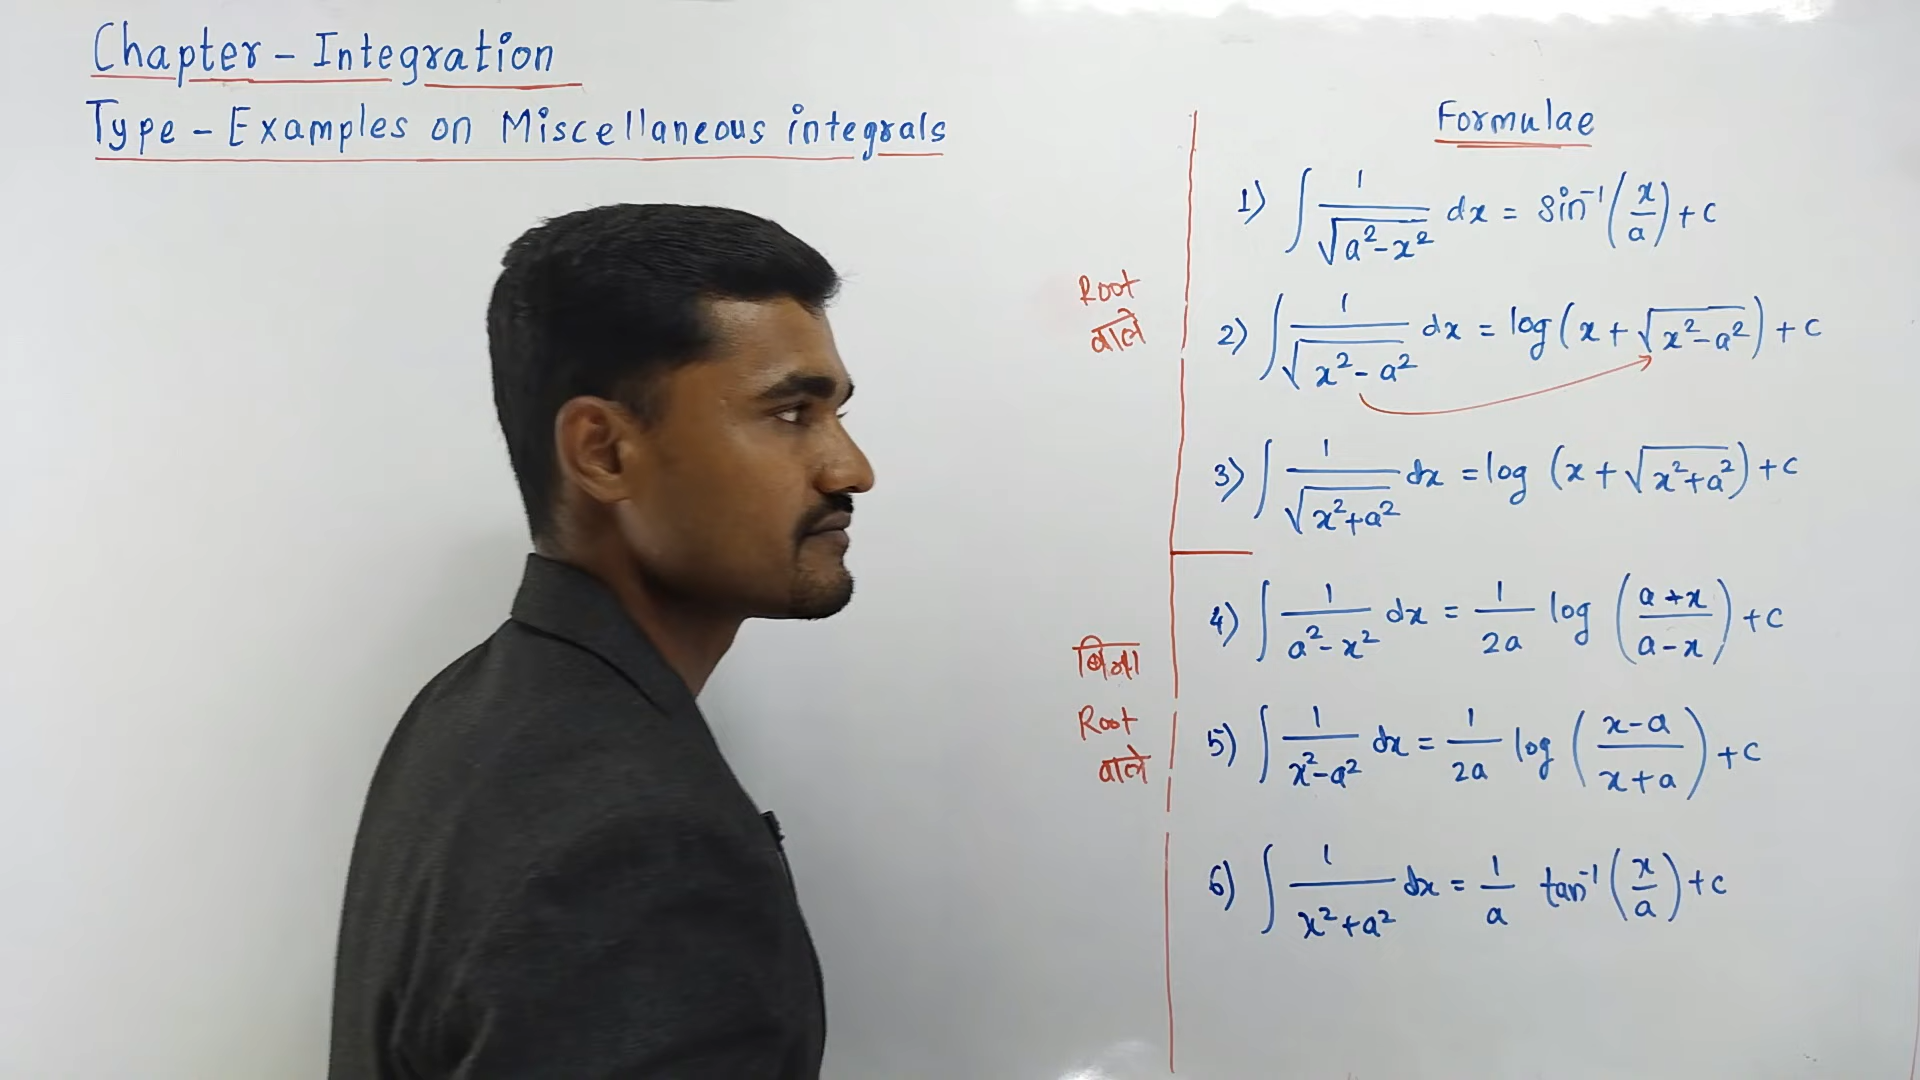 Chapter - Integration
Type - Examples on Miscellaneous integrals
Formulae
1) ∫ 1/√(a²-x²) dx = sin⁻¹(x/a) + c
Root
वाले
2) ∫ 1/√(x²-a²) dx = log(x + √(x²-a²)) + c
3) ∫ 1/√(x²+a²) dx = log (x + √(x²+a²)) + c
4) ∫ 1/(a²-x²) dx = 1/2a log ((a+x)/(a-x)) + c
बिना
Root
वाले
5) ∫ 1/(x²-a²) dx = 1/2a log ((x-a)/(x+a)) + c
6) ∫ 1/(x²+a²) dx = 1/a tan⁻¹(x/a) + c